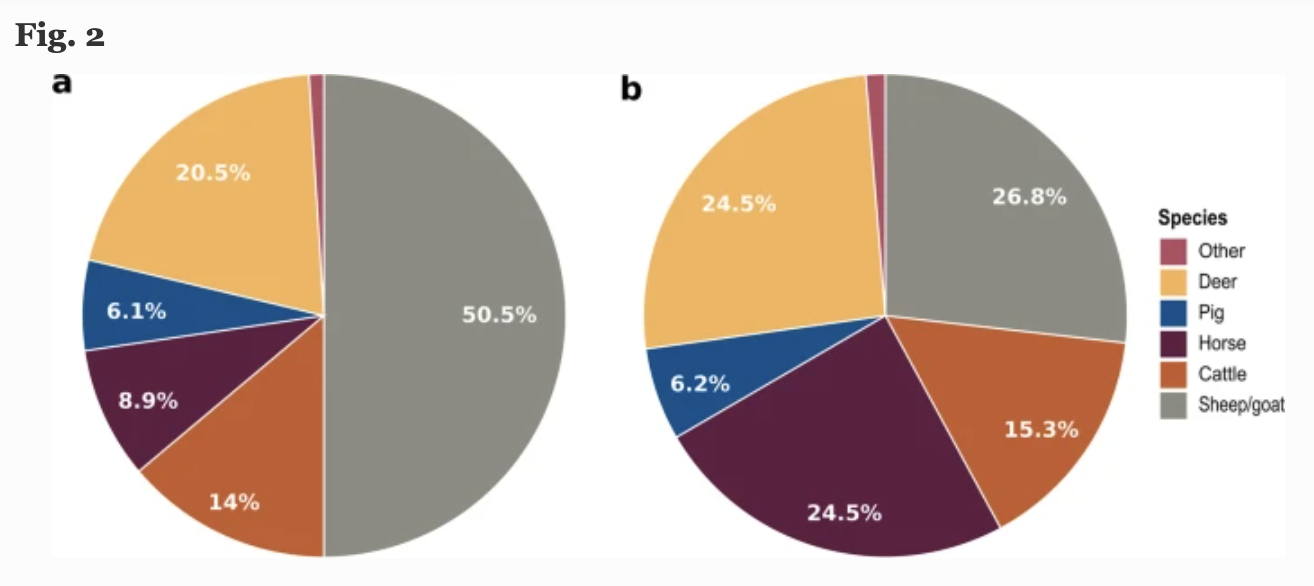 Fig. 2
a
20.5%
6.1%
8.9%
14%
50.5%
b
24.5%
6.2%
24.5%
15.3%
26.8%
Species
Other
Deer
Pig
Horse
Cattle
Sheep/goat